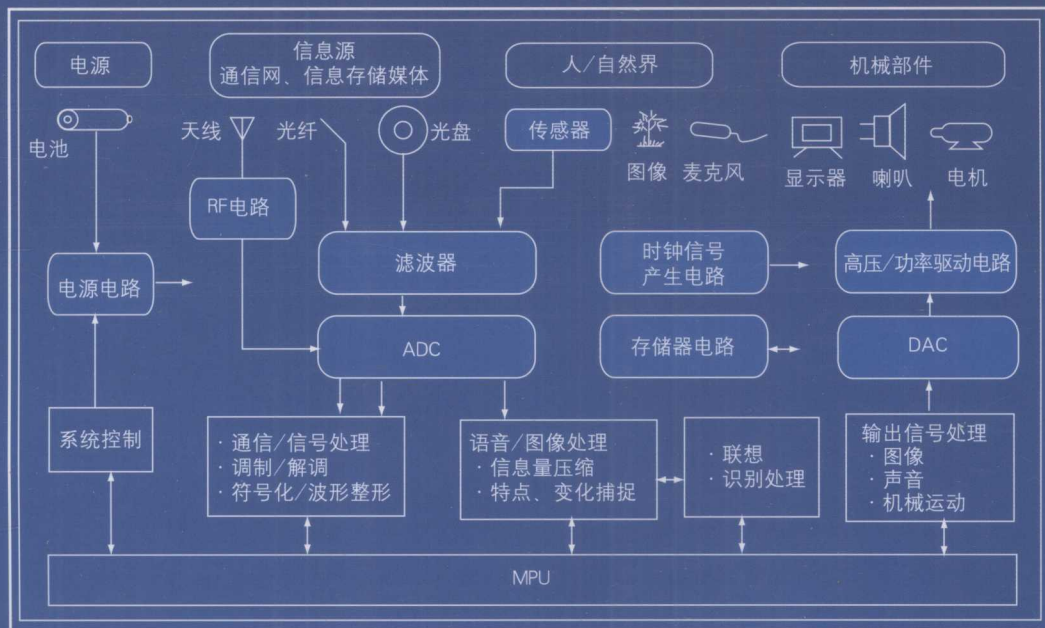 电源
信息源
通信网、信息存储媒体
人/自然界
机械部件
电池
天线
光纤
光盘
传感器
图像
麦克风
显示器
喇叭
电机
RF电路
滤波器
时钟信号
产生电路
高压/功率驱动电路
电源电路
ADC
存储器电路
DAC
系统控制
·通信/信号处理
·调制/解调
·符号化/波形整形
语音/图像处理
·信息量压缩
·特点、变化捕捉
·联想
·识别处理
输出信号处理
·图像
·声音
·机械运动
MPU